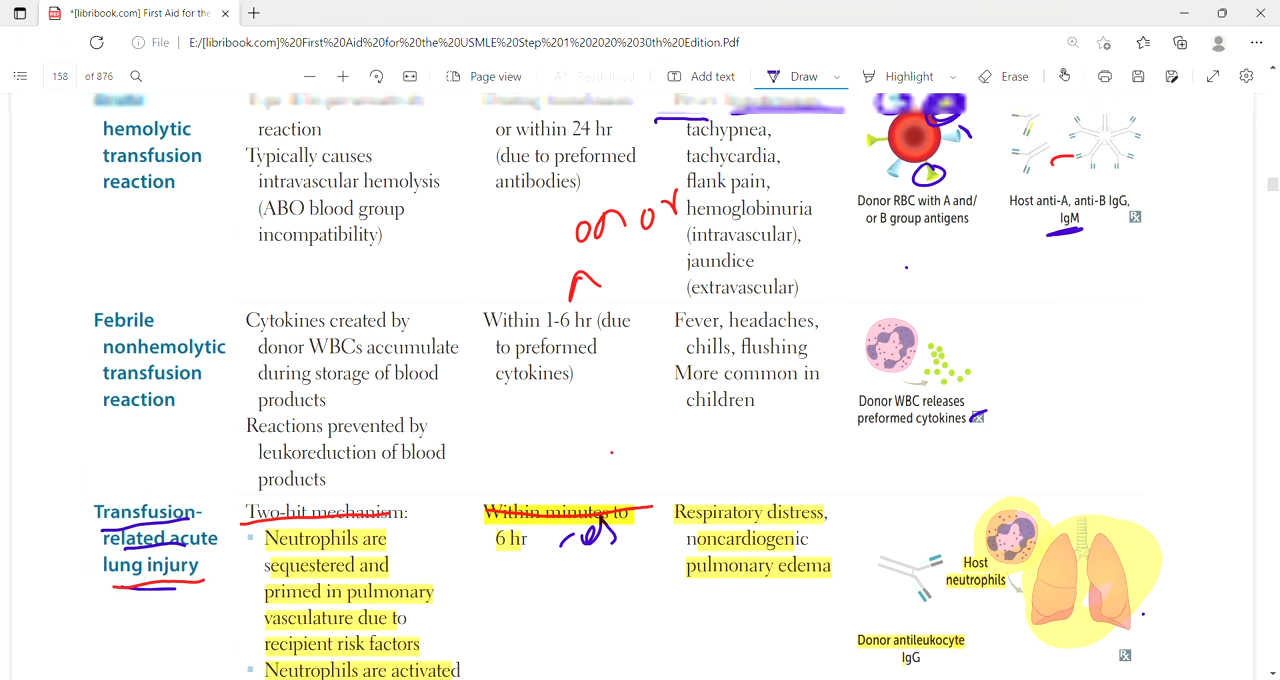 *[libribook.com] First Aid for the
File E:/[libribook.com]%20First%20Aid%20for%20the%20USMLE%20Step%201%202020%2030th%20Edition.Pdf
158 of 876 Page view Read aloud Add text Draw Highlight Erase
hemolytic
transfusion
reaction
reaction
Typically causes
intravascular hemolysis
(ABO blood group
incompatibility)
or within 24 hr
(due to preformed
antibodies)
tachypnea,
tachycardia,
flank pain,
hemoglobinuria
(intravascular),
jaundice
(extravascular)
Donor RBC with A and/
or B group antigens
Host anti-A, anti-B IgG,
IgM
Rx
onor
Febrile
nonhemolytic
transfusion
reaction
Cytokines created by
donor WBCs accumulate
during storage of blood
products
Reactions prevented by
leukoreduction of blood
products
Within 1-6 hr (due
to preformed
cytokines)
Fever, headaches,
chills, flushing
More common in
children
Donor WBC releases
preformed cytokines
Transfusion-
related acute
lung injury
Two-hit mechanism:
Neutrophils are
sequestered and
primed in pulmonary
vasculature due to
recipient risk factors
Neutrophils are activated
Within minutes to
6 hr
Respiratory distress,
noncardiogenic
pulmonary edema
Host
neutrophils
Donor antileukocyte
IgG
Rx